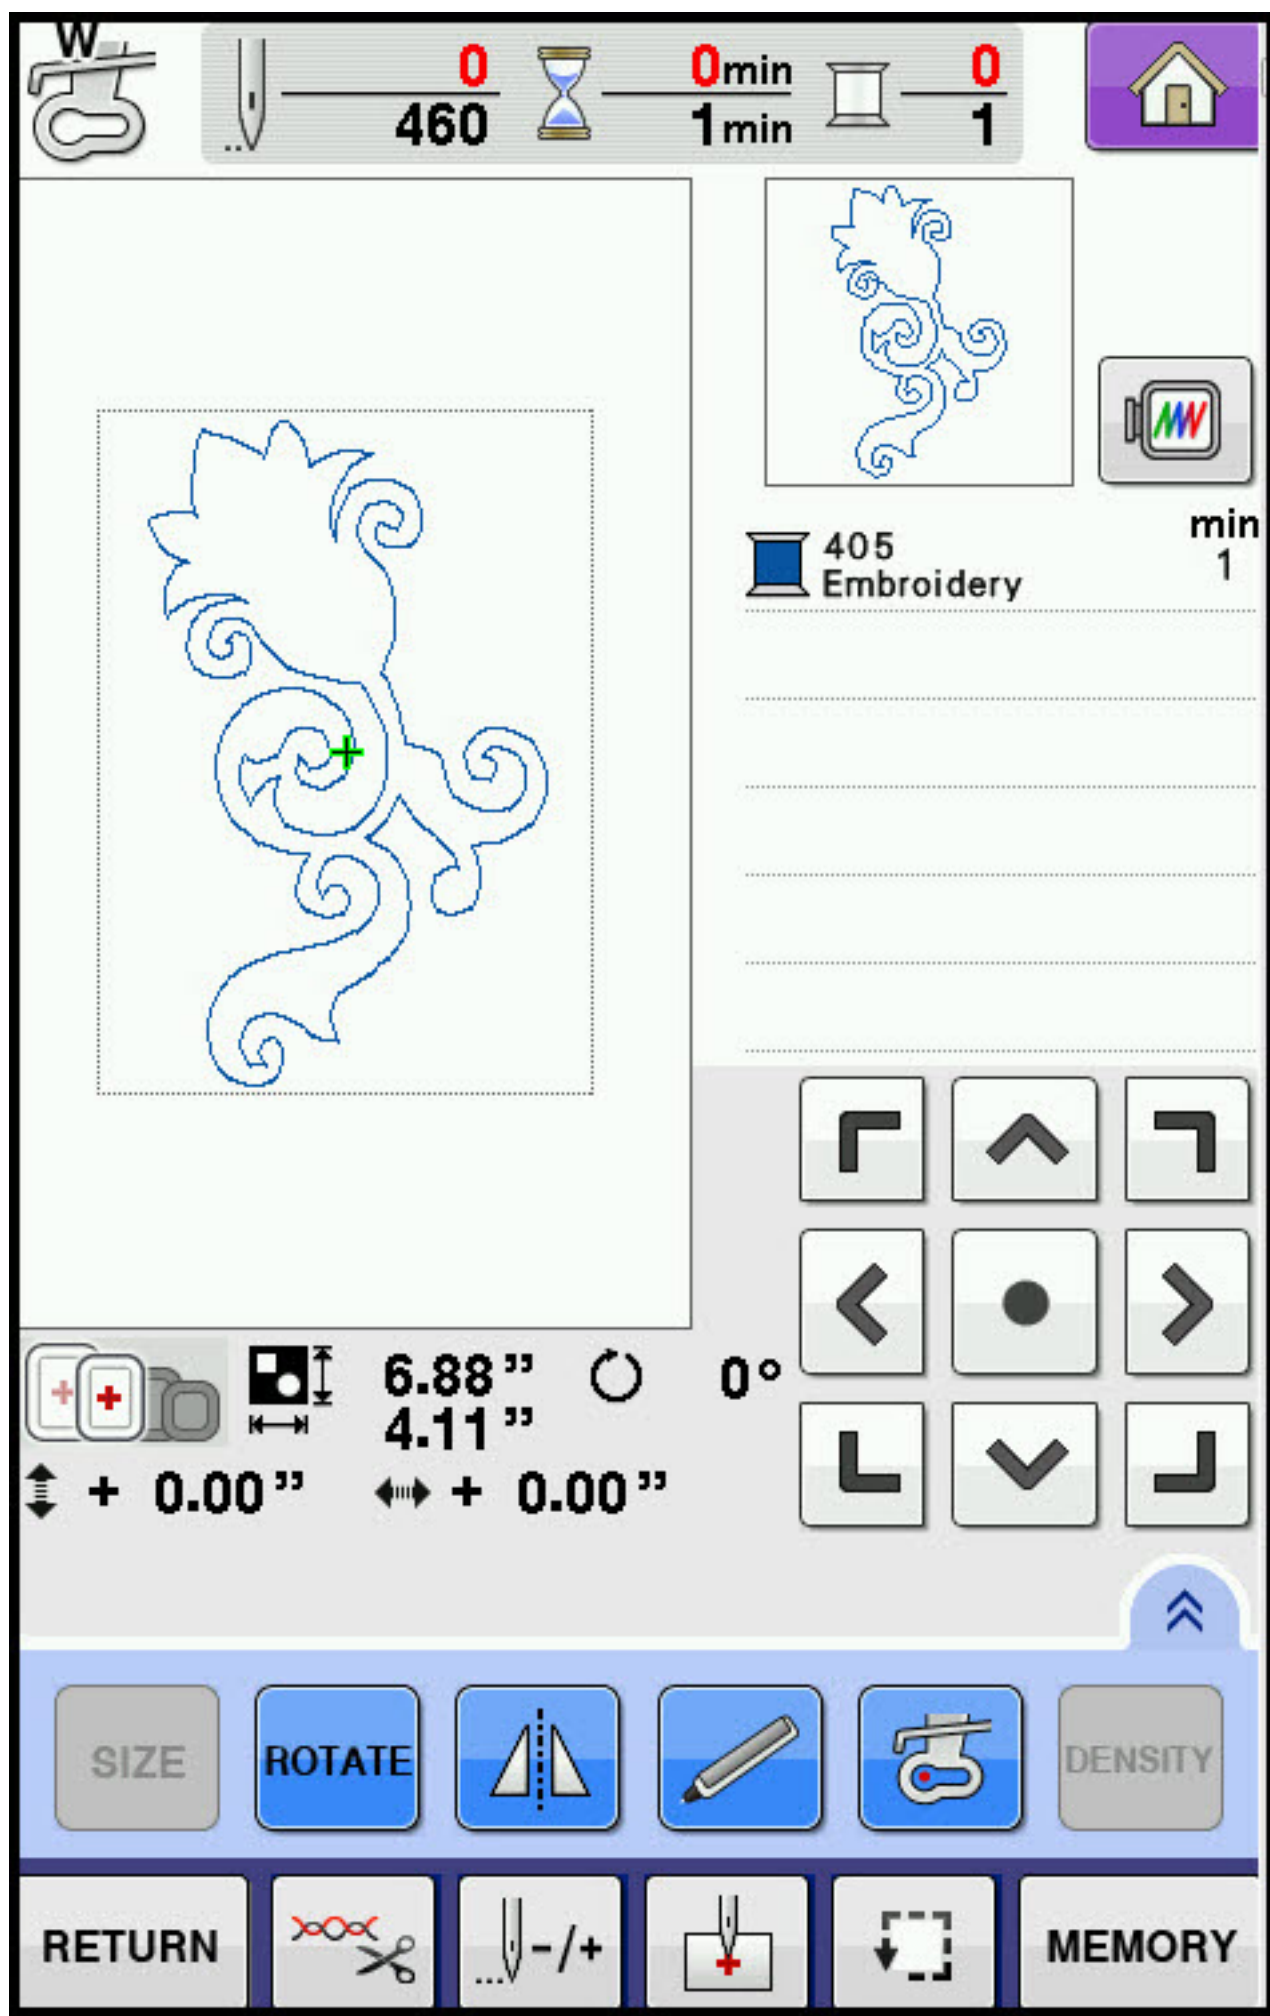 W
0
460
0min
1min
0
1
min
405
1
Embroidery
6.88"
0°
4.11"
+ 0.00"
+ 0.00"
SIZE
ROTATE
DENSITY
RETURN
-/+
MEMORY